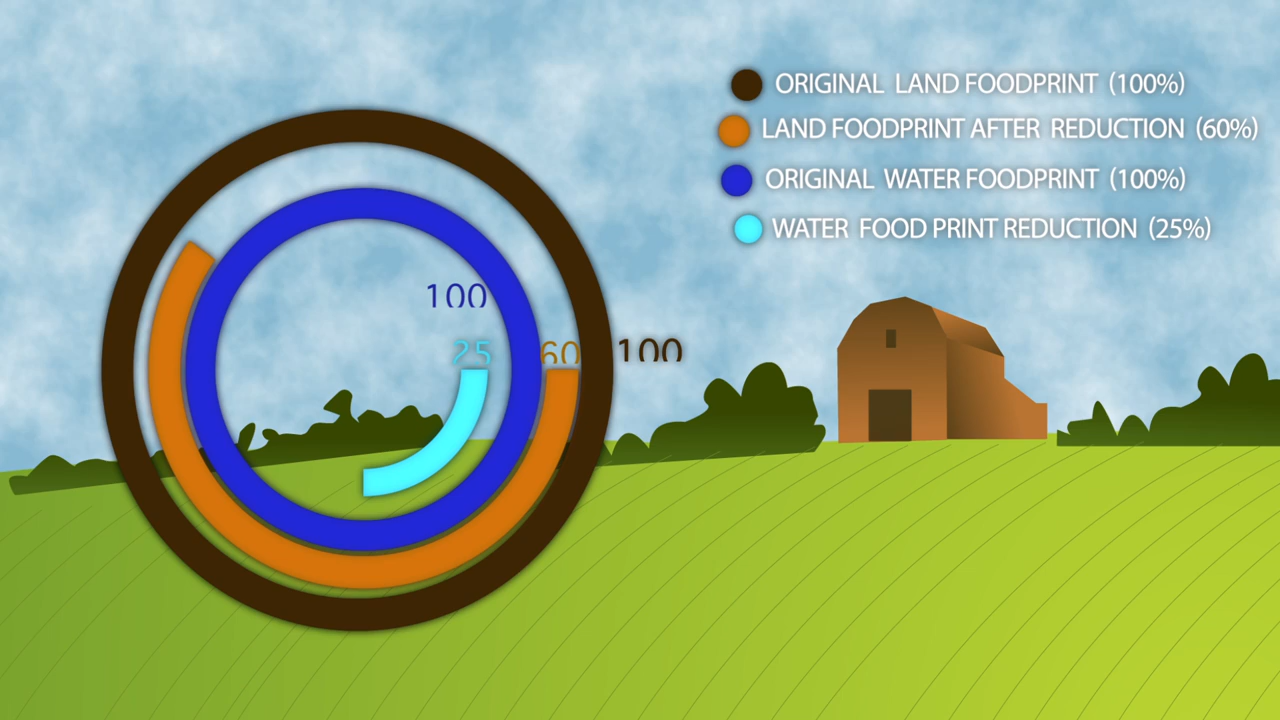 ORIGINAL LAND FOODPRINT (100%)
LAND FOODPRINT AFTER REDUCTION (60%)
ORIGINAL WATER FOODPRINT (100%)
WATER FOOD PRINT REDUCTION (25%)
100
25
60
100